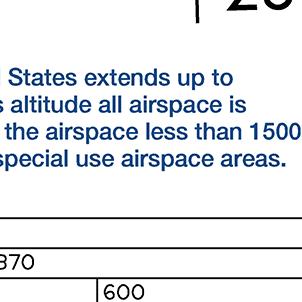 States extends up to
altitude all airspace is
the airspace less than 1500
special use airspace areas.
370
600